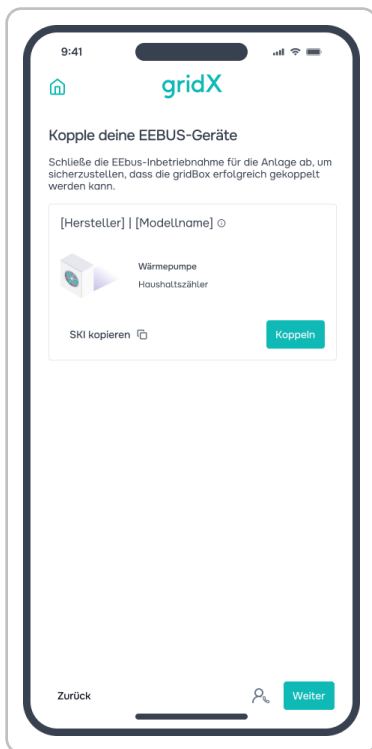 9:41
gridX
Kopple deine EEBUS-Geräte
Schließe die EEbus-Inbetriebnahme für die Anlage ab, um
sicherzustellen, dass die gridBox erfolgreich gekoppelt
werden kann.
[Hersteller] | [Modellname]
Wärmepumpe
Haushaltszähler
SKI kopieren
Koppeln
Zurück
Weiter